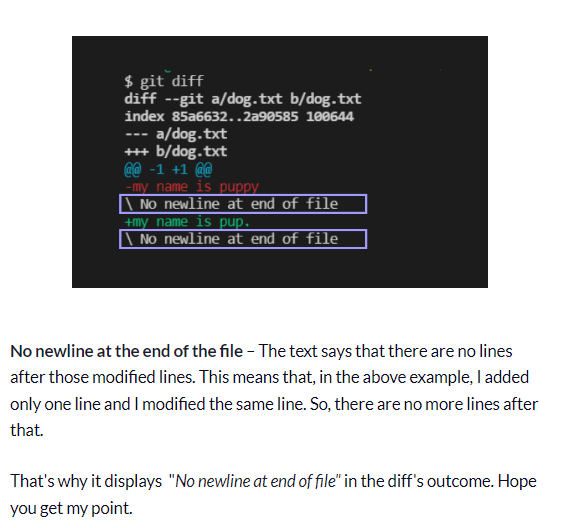 $ git diff
diff --git a/dog.txt b/dog.txt
index 85a6632..2a90585 100644
--- a/dog.txt
+++ b/dog.txt
@@ -1 +1 @@
-my name is puppy
\ No newline at end of file
+my name is pup.
\ No newline at end of file
No newline at the end of the file – The text says that there are no lines
after those modified lines. This means that, in the above example, I added
only one line and I modified the same line. So, there are no more lines after
that.
That's why it displays "No newline at end of file" in the diff's outcome. Hope
you get my point.